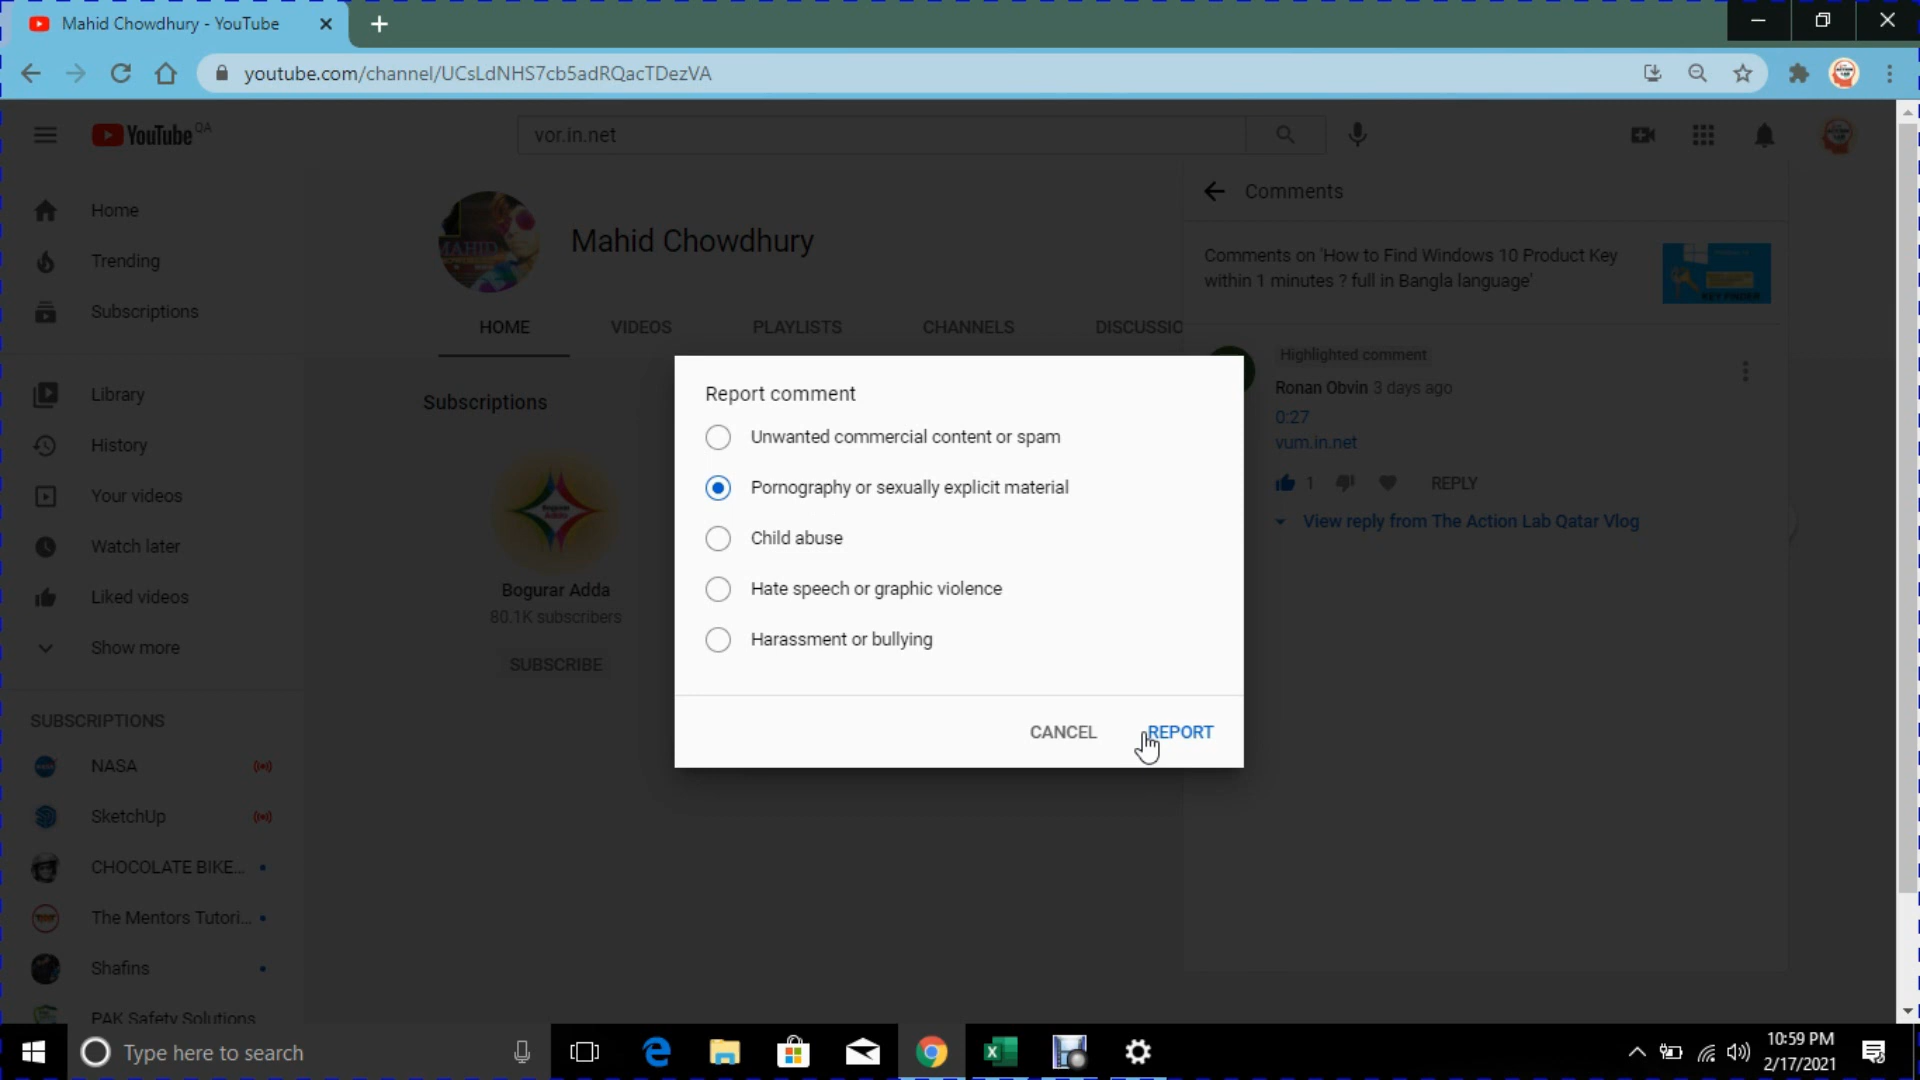 Mahid Chowdhury - YouTube
youtube.com/channel/UCsLdNHS7cb5adRQacTDezVA
YouTube QA
vor.in.net
Home
Trending
Subscriptions
Library
History
Your videos
Watch later
Liked videos
Show more
SUBSCRIPTIONS
NASA
SketchUp
CHOCOLATE BIKE...
The Mentors Tutori...
Shafins
PAK Safety Solutions
MAHID
Mahid Chowdhury
HOME VIDEOS PLAYLISTS CHANNELS DISCUSSIO
Subscriptions
Bogurar Adda
80.1K subscribers
SUBSCRIBE
Comments
Comments on 'How to Find Windows 10 Product Key
within 1 minutes ? full in Bangla language'
Highlighted comment
Ronan Obvin 3 days ago
0:27
vum.in.net
1 REPLY
View reply from The Action Lab Qatar Vlog
Report comment
Unwanted commercial content or spam
Pornography or sexually explicit material
Child abuse
Hate speech or graphic violence
Harassment or bullying
CANCEL REPORT
Type here to search
10:59 PM
2/17/2021